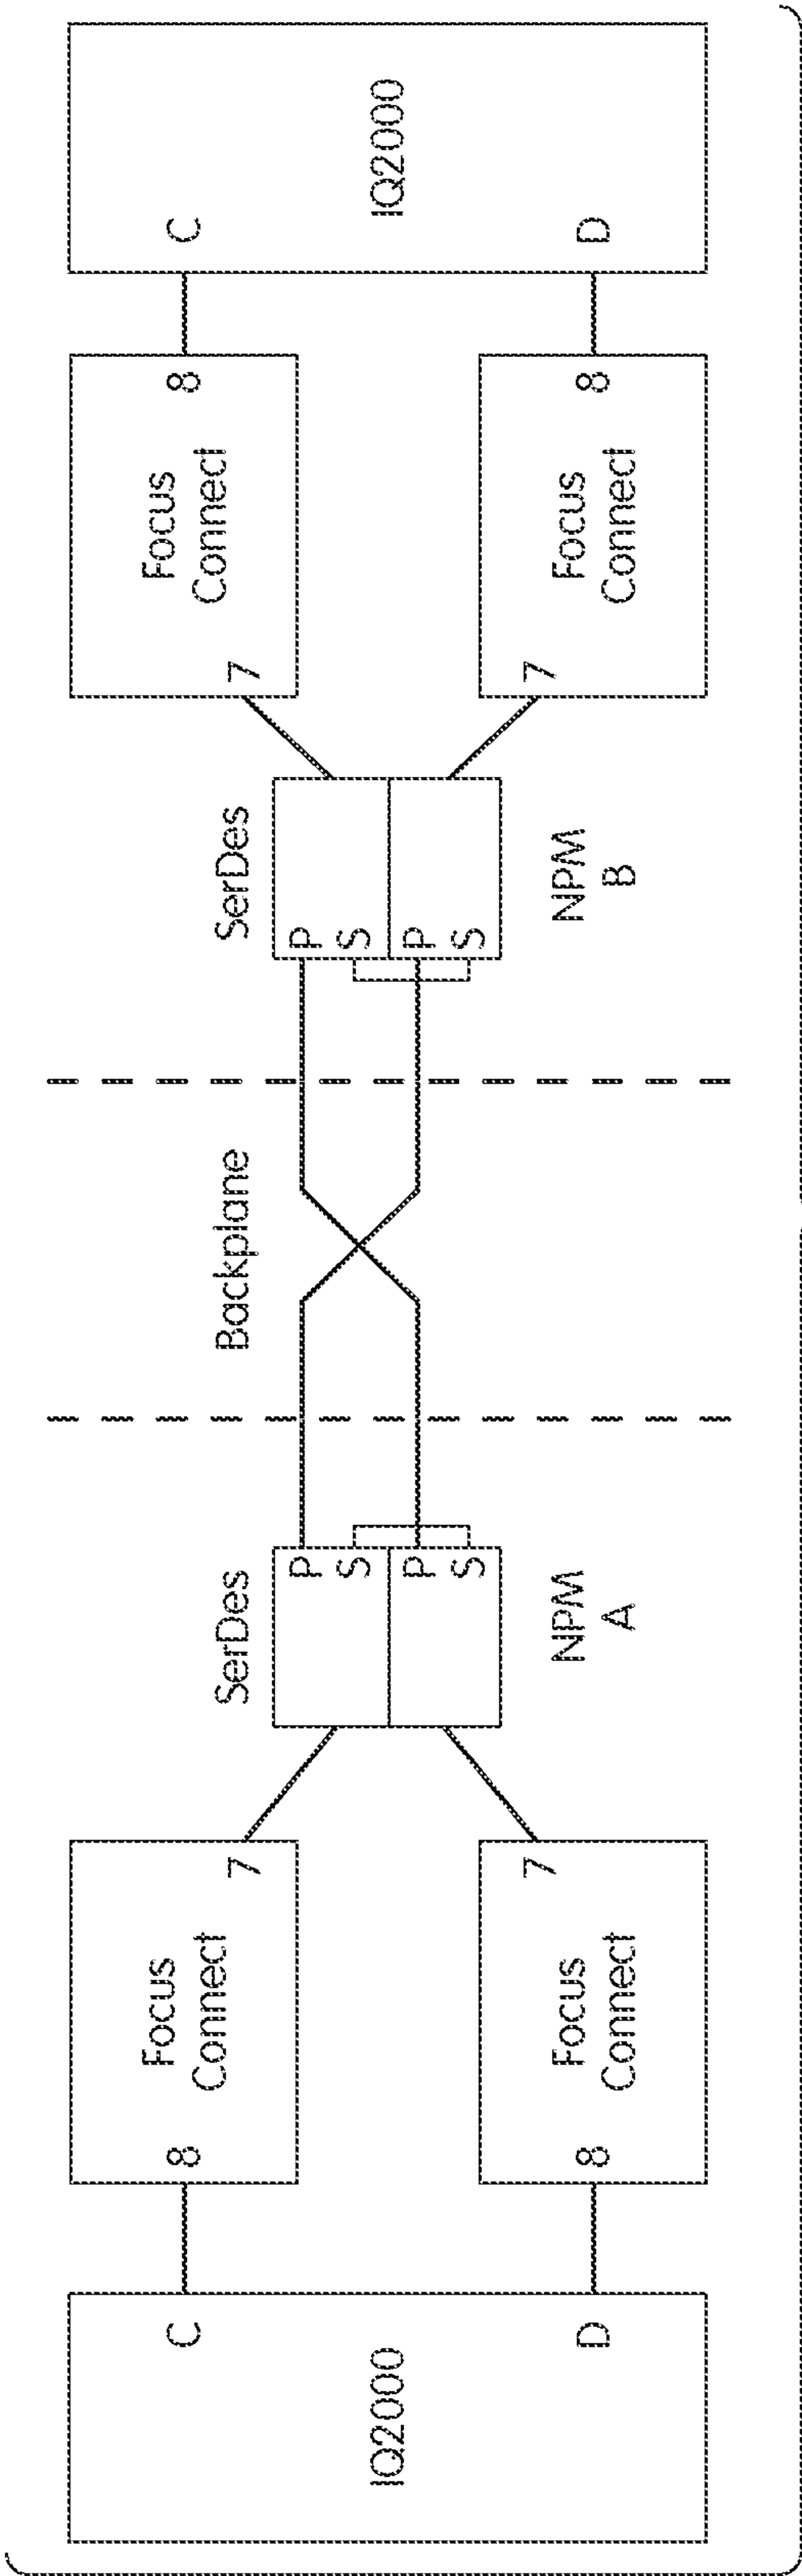 C
IQ2000
D
8
Focus
Connect
7
8
Focus
Connect
7
SerDes
P
S
P
S
NPM
A
Backplane
SerDes
P
S
P
S
NPM
B
7
Focus
Connect
8
7
Focus
Connect
8
C
IQ2000
D